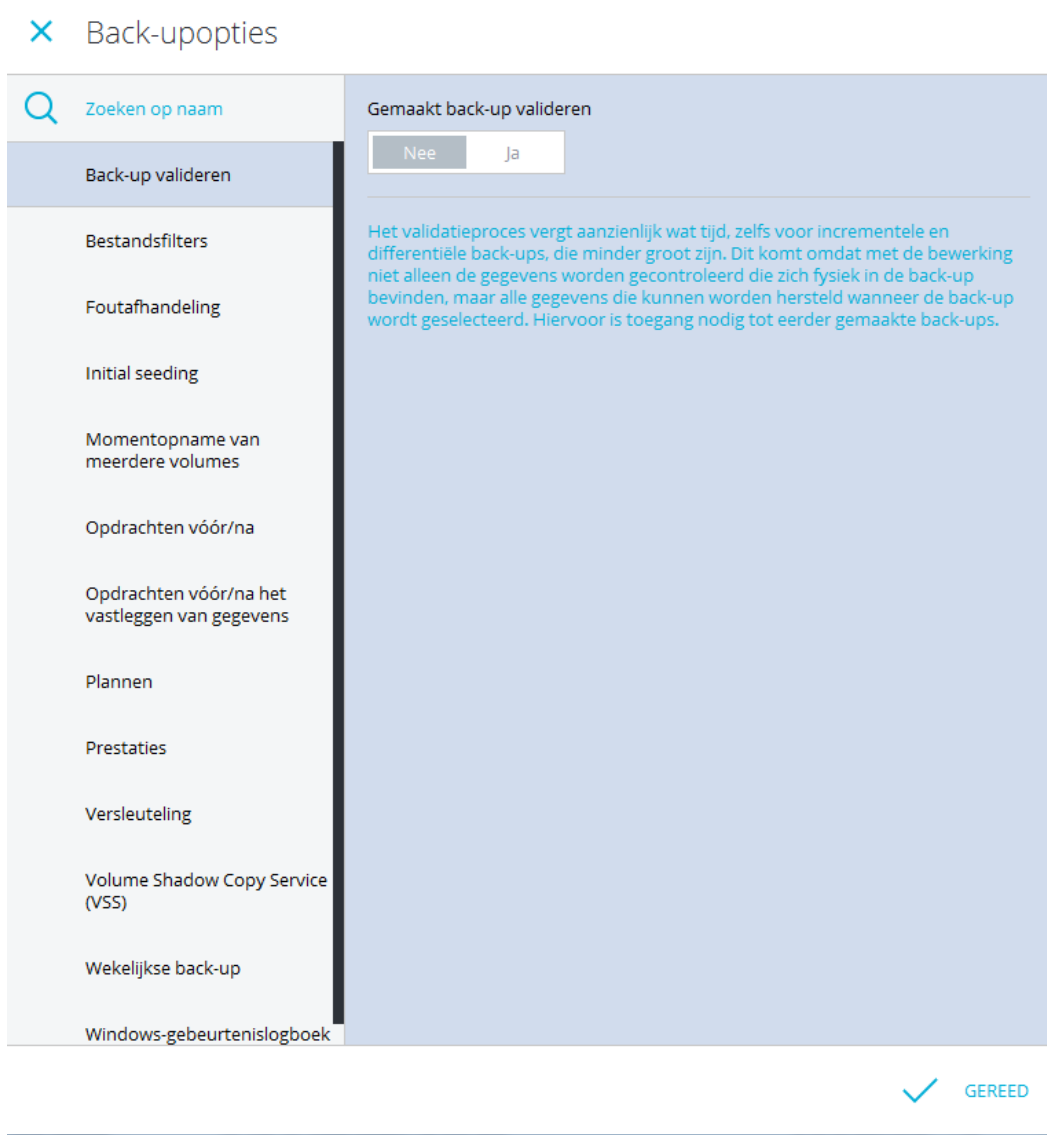 Back-upopties
Zoeken op naam
Back-up valideren
Bestandsfilters
Foutafhandeling
Initial seeding
Momentopname van
meerdere volumes
Opdrachten vóór/na
Opdrachten vóór/na het
vastleggen van gegevens
Plannen
Prestaties
Versleuteling
Volume Shadow Copy Service
(VSS)
Wekelijkse back-up
Windows-gebeurtenislogboek
Gemaakt back-up valideren
Nee Ja
Het validatieproces vergt aanzienlijk wat tijd, zelfs voor incrementele en
differentiële back-ups, die minder groot zijn. Dit komt omdat met de bewerking
niet alleen de gegevens worden gecontroleerd die zich fysiek in de back-up
bevinden, maar alle gegevens die kunnen worden hersteld wanneer de back-up
wordt geselecteerd. Hiervoor is toegang nodig tot eerder gemaakte back-ups.
GEREED